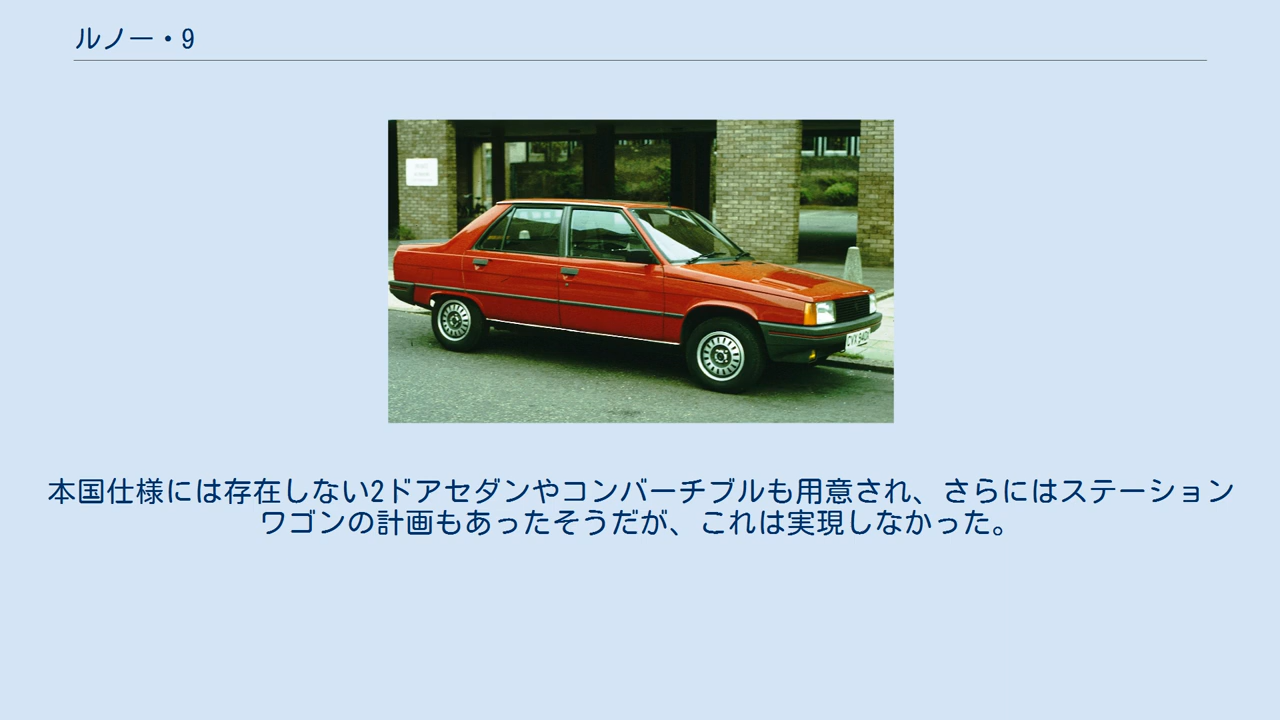 ルノー・9
本国仕様には存在しない2ドアセダンやコンバーチブルも用意され、さらにはステーション
ワゴンの計画もあったそうだが、これは実現しなかった。